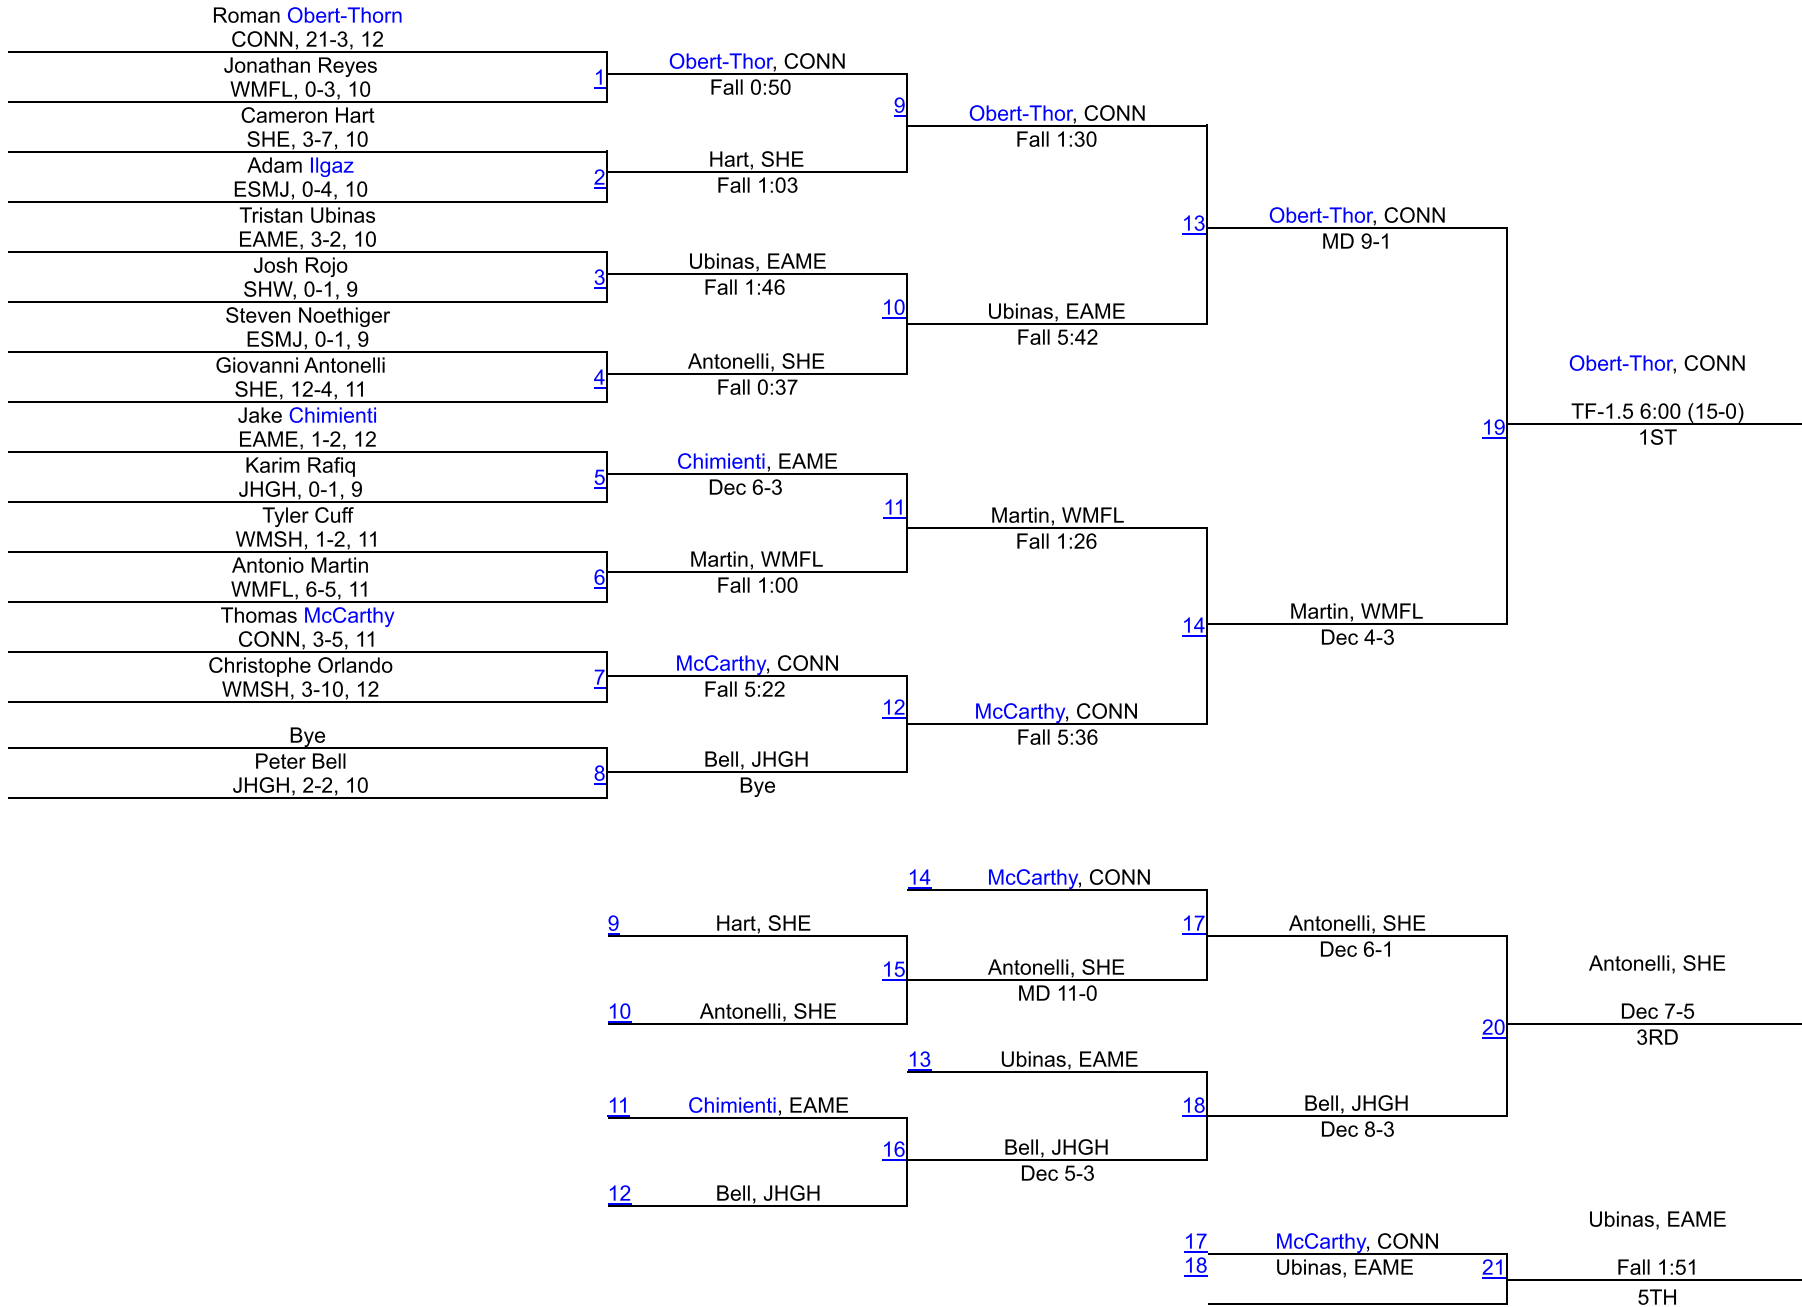 Roman Obert-Thorn
CONN, 21-3, 12
Jonathan Reyes
WMFL, 0-3, 10
1
Obert-Thor, CONN
Fall 0:50
Cameron Hart
SHE, 3-7, 10
Adam Ilgaz
ESMJ, 0-4, 10
2
Hart, SHE
Fall 1:03
9
Obert-Thor, CONN
Fall 1:30
Tristan Ubinas
EAME, 3-2, 10
Josh Rojo
SHW, 0-1, 9
3
Ubinas, EAME
Fall 1:46
Steven Noethiger
ESMJ, 0-1, 9
Giovanni Antonelli
SHE, 12-4, 11
4
Antonelli, SHE
Fall 0:37
10
Ubinas, EAME
Fall 5:42
13
Obert-Thor, CONN
MD 9-1
Jake Chimienti
EAME, 1-2, 12
Karim Rafiq
JHGH, 0-1, 9
5
Chimienti, EAME
Dec 6-3
Tyler Cuff
WMSH, 1-2, 11
Antonio Martin
WMFL, 6-5, 11
6
Martin, WMFL
Fall 1:00
11
Martin, WMFL
Fall 1:26
Thomas McCarthy
CONN, 3-5, 11
Christophe Orlando
WMSH, 3-10, 12
7
McCarthy, CONN
Fall 5:22
Bye
Peter Bell
JHGH, 2-2, 10
8
Bell, JHGH
Bye
12
McCarthy, CONN
Fall 5:36
14
Martin, WMFL
Dec 4-3
19
Obert-Thor, CONN
TF-1.5 6:00 (15-0)
1ST
14
McCarthy, CONN
9
Hart, SHE
10
Antonelli, SHE
15
Antonelli, SHE
MD 11-0
17
Antonelli, SHE
Dec 6-1
13
Ubinas, EAME
11
Chimienti, EAME
12
Bell, JHGH
16
Bell, JHGH
Dec 5-3
18
Bell, JHGH
Dec 8-3
20
Antonelli, SHE
Dec 7-5
3RD
17
McCarthy, CONN
18
Ubinas, EAME
21
Ubinas, EAME
Fall 1:51
5TH